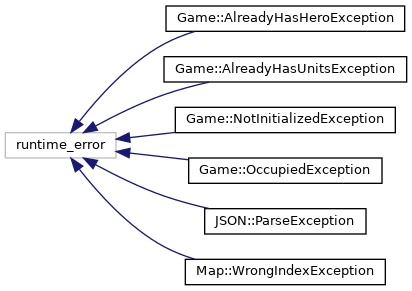 Game::AlreadyHasHeroException
Game::AlreadyHasUnitsException
Game::NotInitializedException
runtime_error
Game::OccupiedException
JSON::ParseException
Map::WrongIndexException